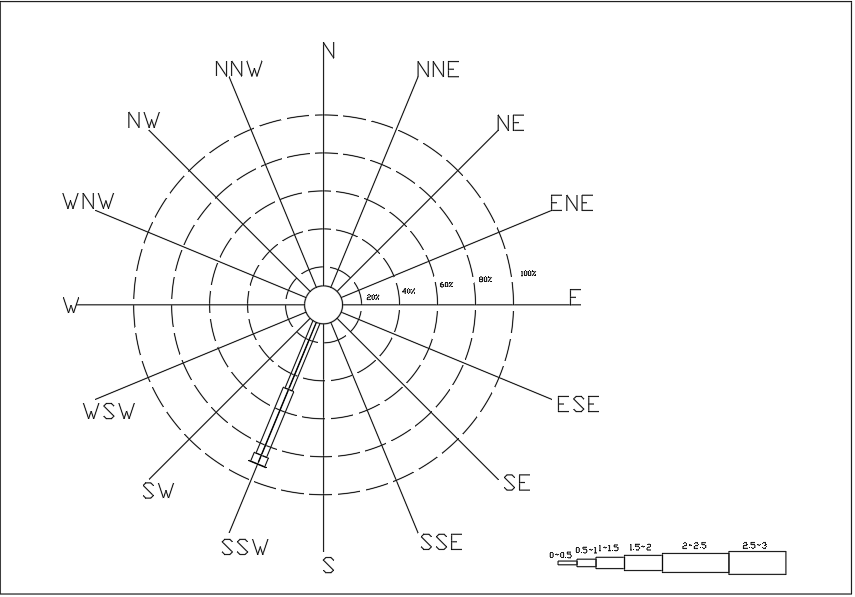 N
NNW
NNE
NW
NE
WNW
ENE
100%
80%
60%
40%
20%
W
E
WSW
ESE
SW
SE
SSW
SSE
S
0~0.5
0.5~1
1~1.5
1.5~2
2~2.5
2.5~3